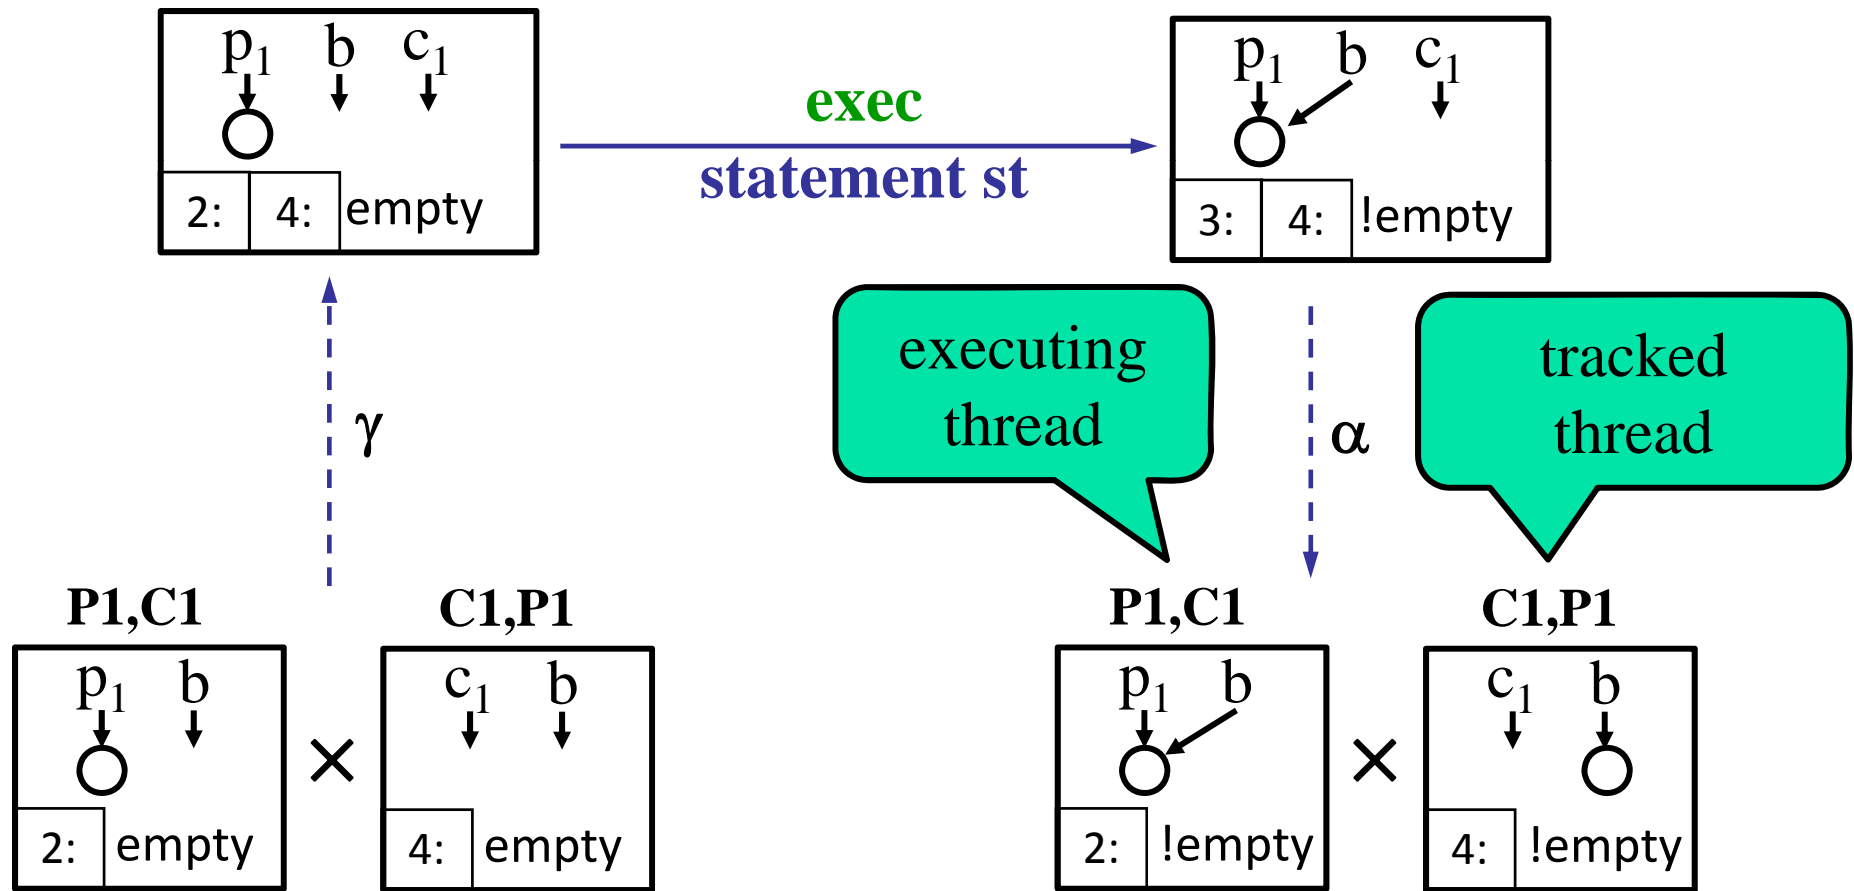 p1 b c1
2: 4: empty
exec
statement st
p1 b c1
3: 4: !empty
γ
executing
thread
α
tracked
thread
P1,C1
p1 b
2: empty
×
C1,P1
c1 b
4: empty
P1,C1
p1 b
2: !empty
×
C1,P1
c1 b
4: !empty